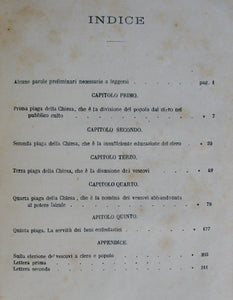 INDICE
Alcune parole preliminari necessarie a leggersi pag. 1
CAPITOLO PRIMO.
Prima piaga della Chiesa, che è la divisione del popolo dal clero nel
pubblico culto 7
CAPITOLO SECONDO.
Seconda piaga della Chiesa, che è la insufficiente educazione del clero
CAPITOLO TERZO.
Terza piaga della Chiesa, che è la disunione dei vescovi 49
CAPITOLO QUARTO.
Quarta piaga della Chiesa, che è la nomina dei vescovi abbandonata
al potere laicale 78
APITOLO QUINTO.
Quinta piaga. La servitù dei beni ecclesiastici 177
APPENDICE.
Sulla elezione de' vescovi a clero e popolo
Lettera prima
Lettera seconda